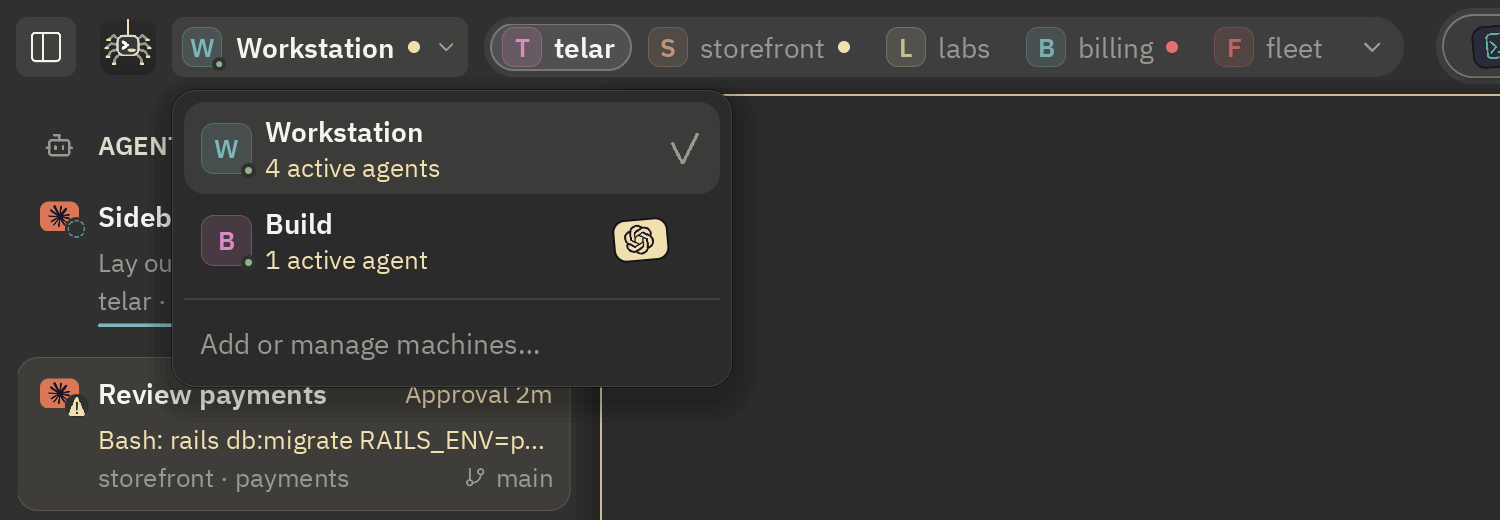 W Workstation
T telar
S storefront
L labs
B billing
F fleet
W Workstation
4 active agents
B Build
1 active agent
Add or manage machines...
AGENT
Sideb
Lay ou
telar ·
Review payments Approval 2m
Bash: rails db:migrate RAILS_ENV=p...
storefront · payments main